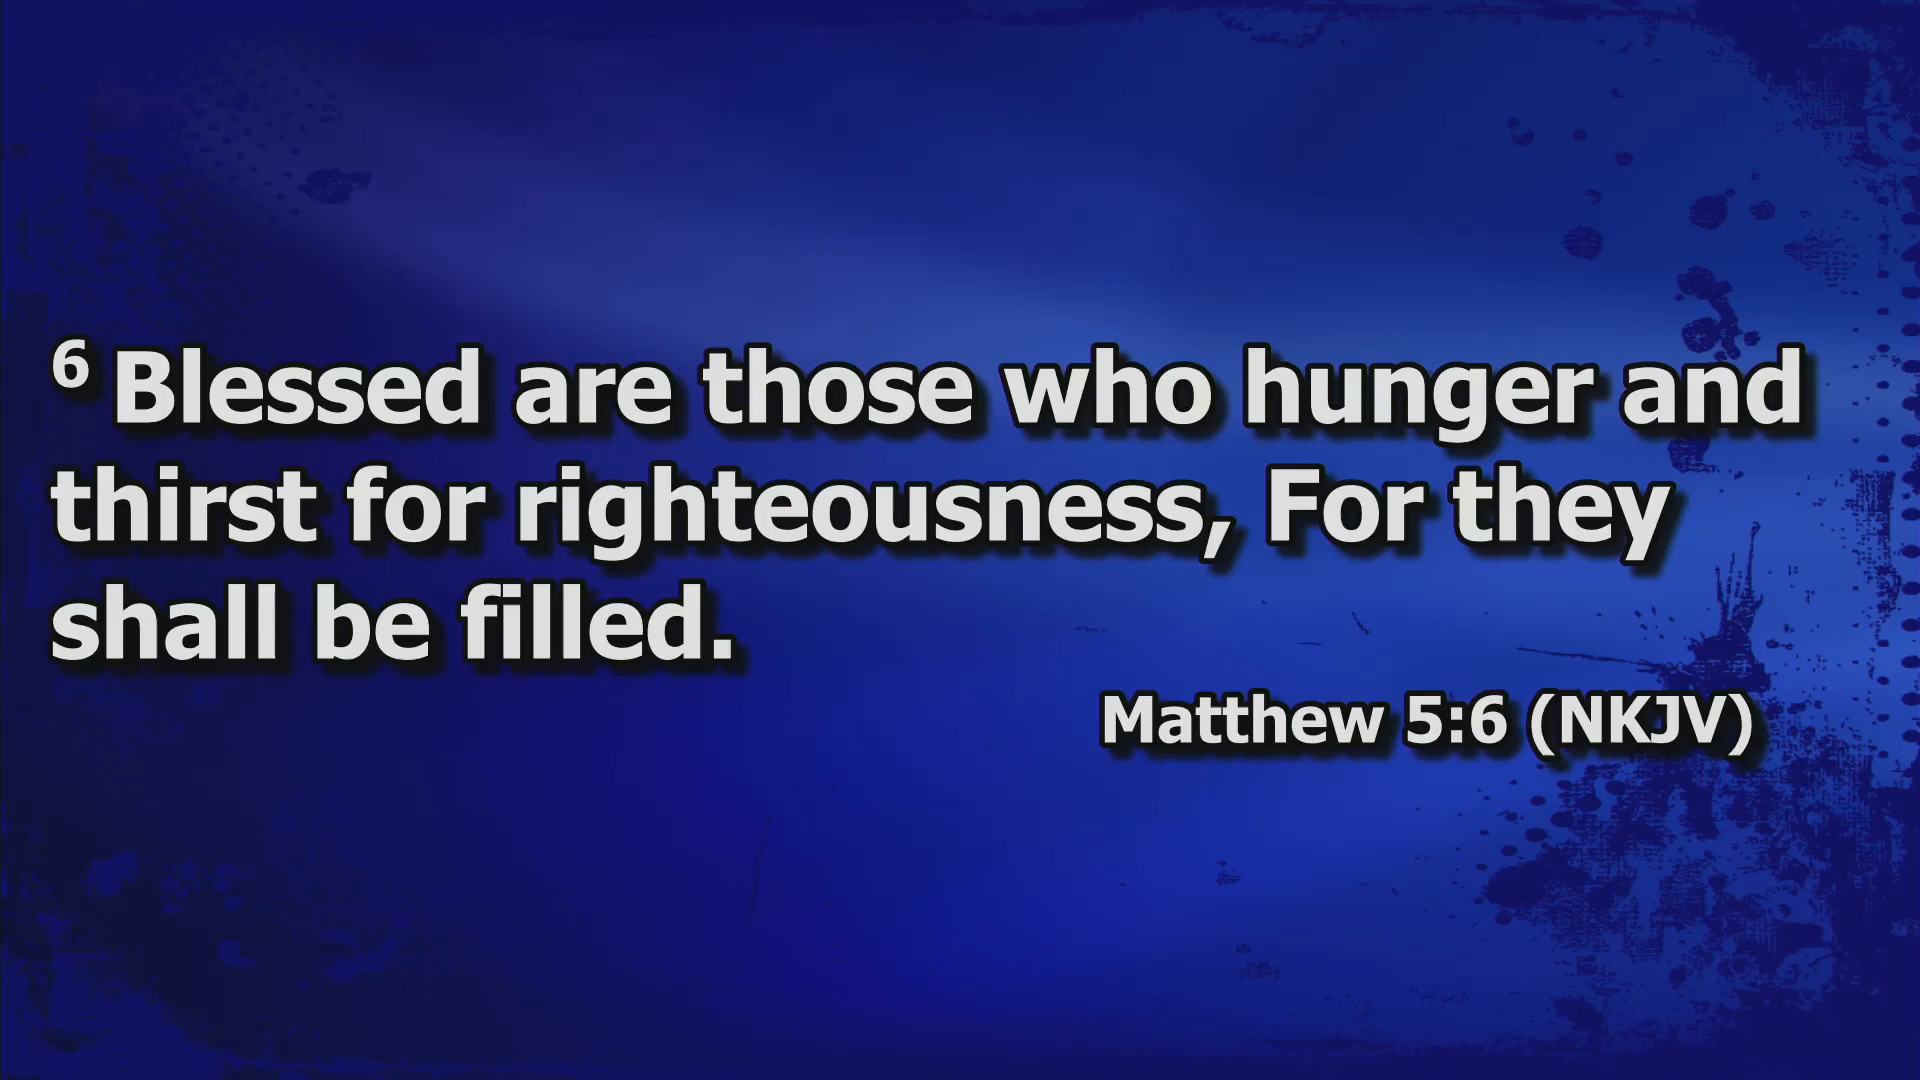 6 Blessed are those who hunger and
thirst for righteousness, For they
shall be filled.
Matthew 5:6 (NKJV)